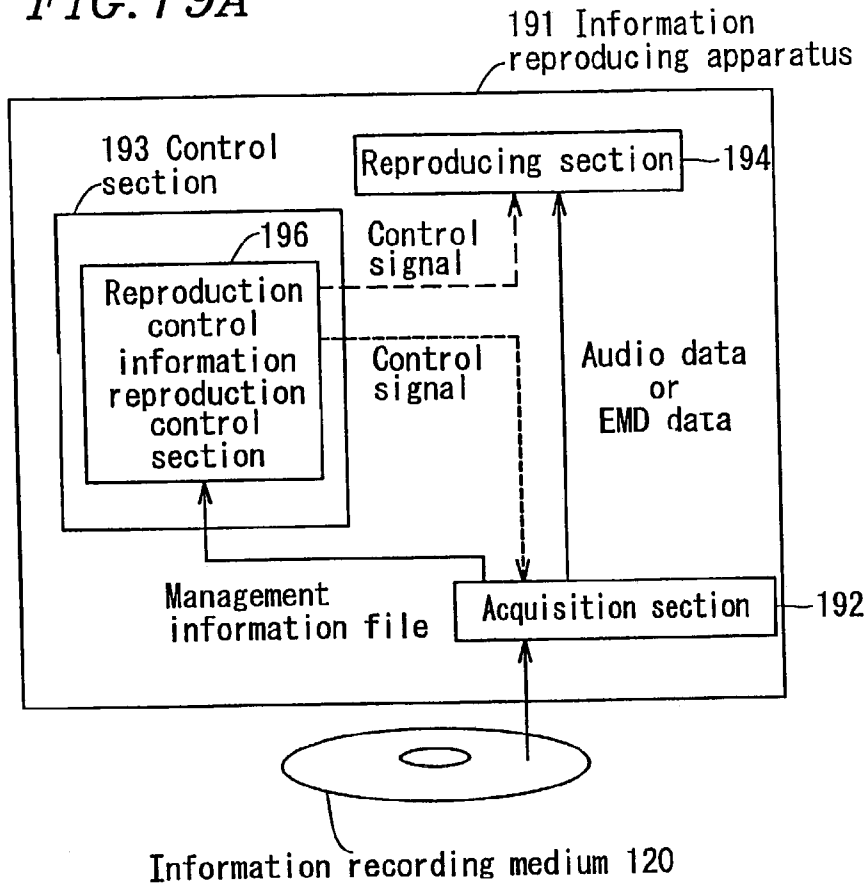 FIG. 79A
191 Information
reproducing apparatus
193 Control
section
Reproducing section
194
196
Control
signal
Reproduction
control
information
reproduction
control
section
Control
signal
Audio data
or
EMD data
Management
information file
Acquisition section
192
Information recording medium 120